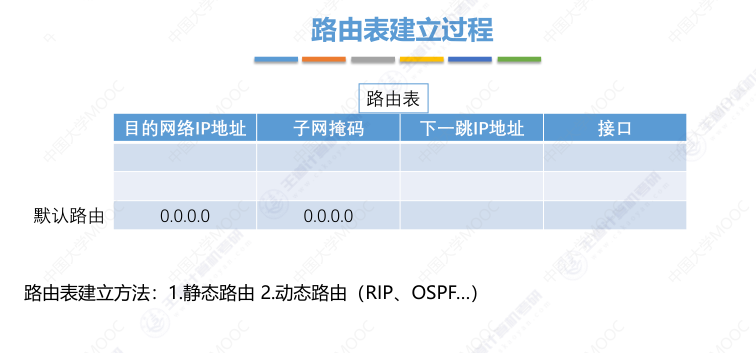 路由表建立过程
路由表
目的网络IP地址 子网掩码 下一跳IP地址 接口
默认路由 0.0.0.0 0.0.0.0
路由表建立方法：1.静态路由 2.动态路由（RIP、OSPF...）
中国大学MOOC
王道计算机考研